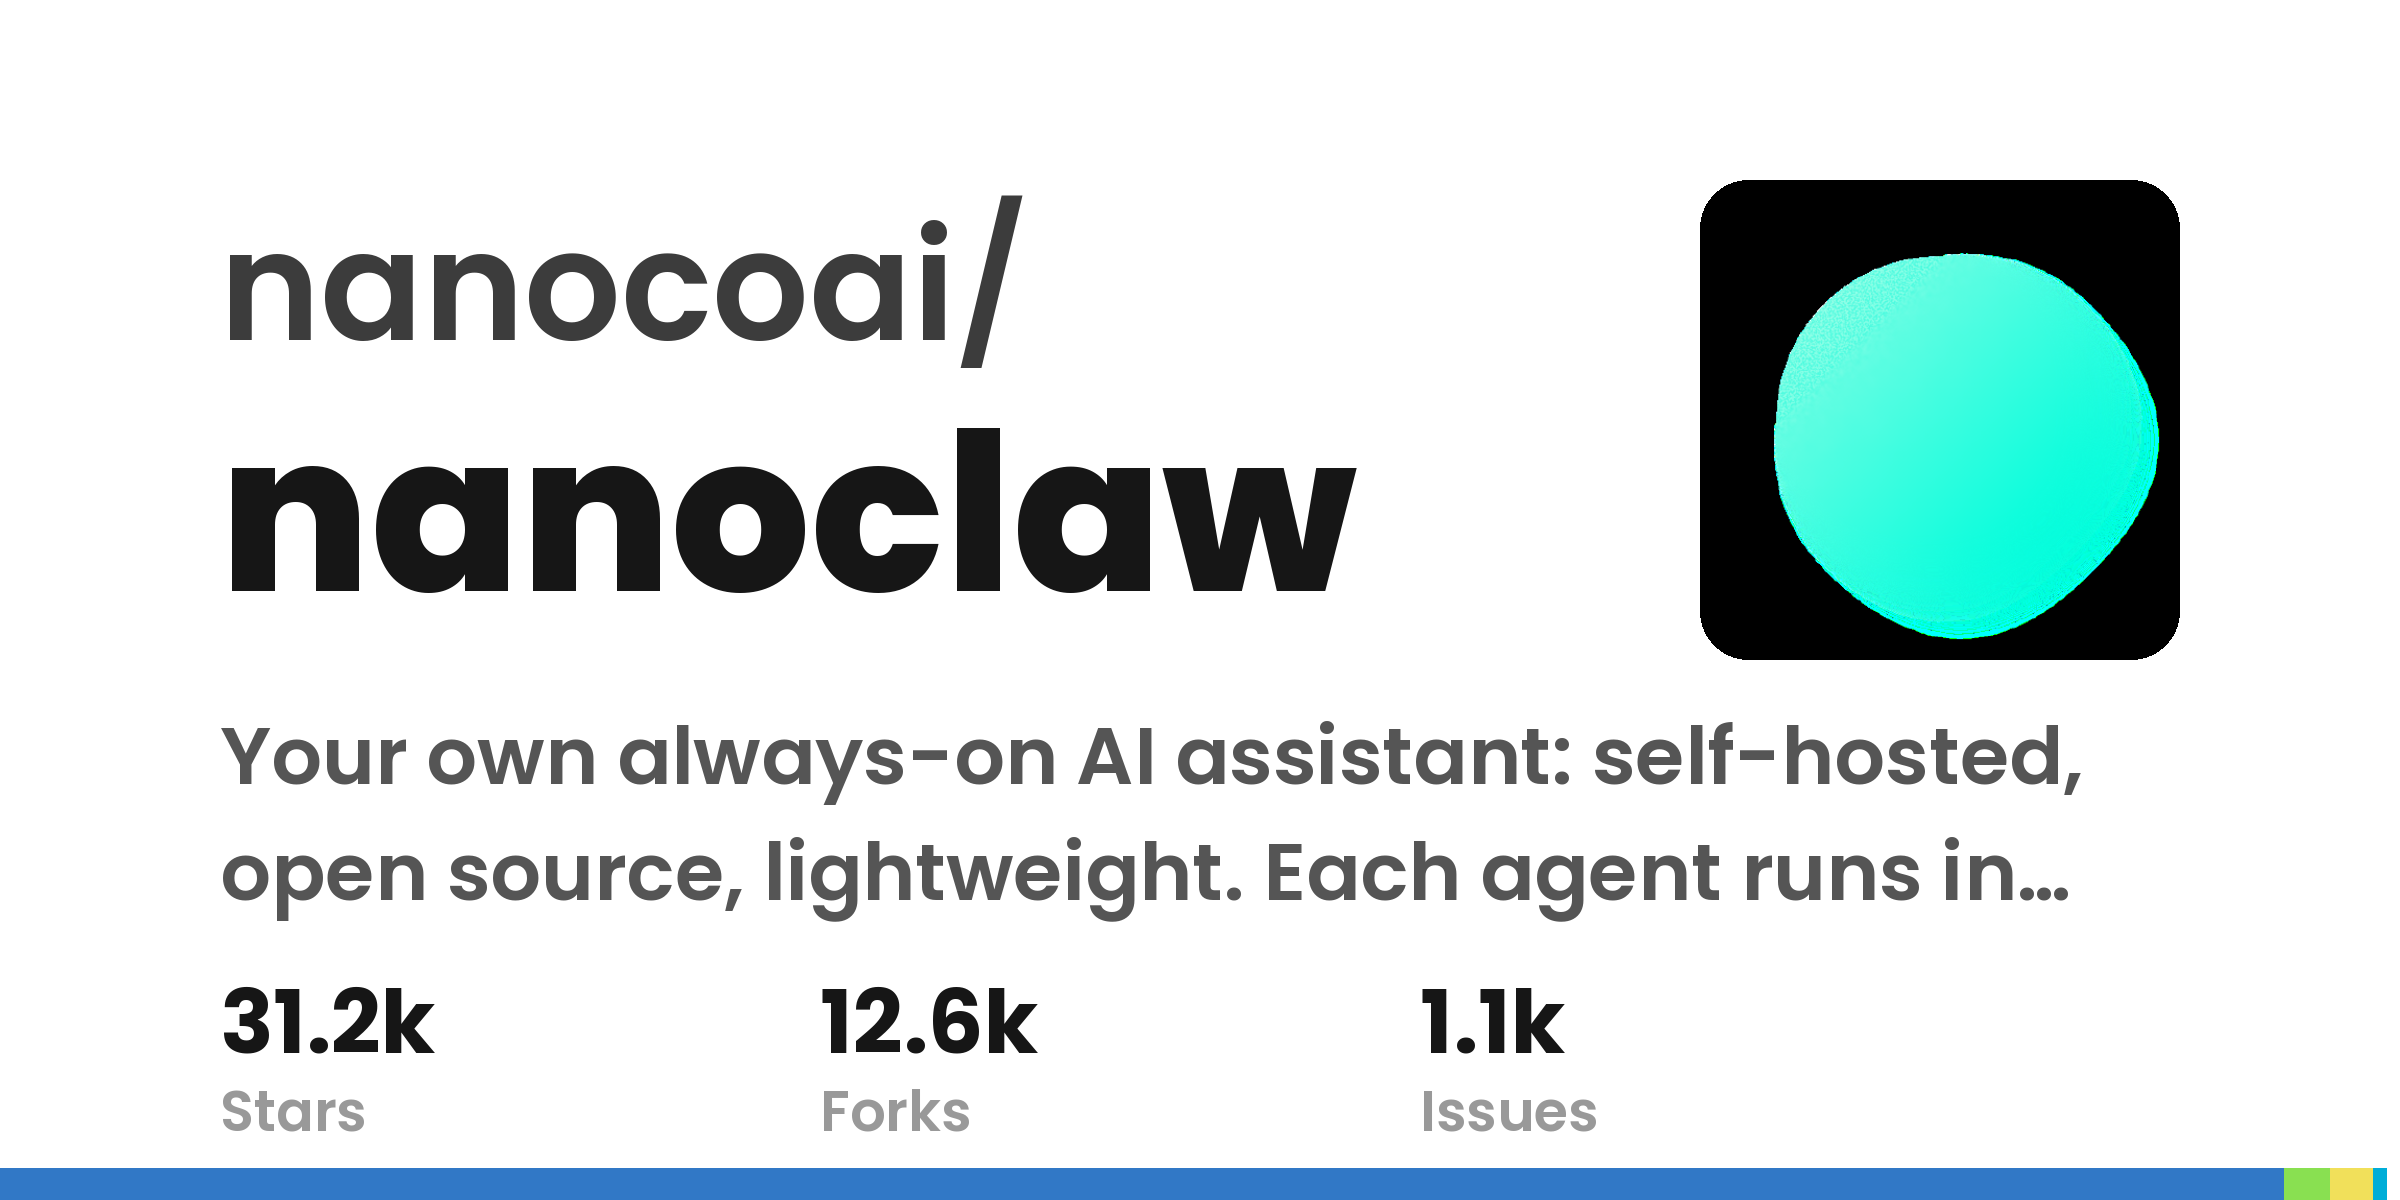 nanocoai/
nanoclaw
Your own always-on AI assistant: self-hosted,
open source, lightweight. Each agent runs in...
31.2k 12.6k 1.1k
Stars Forks Issues